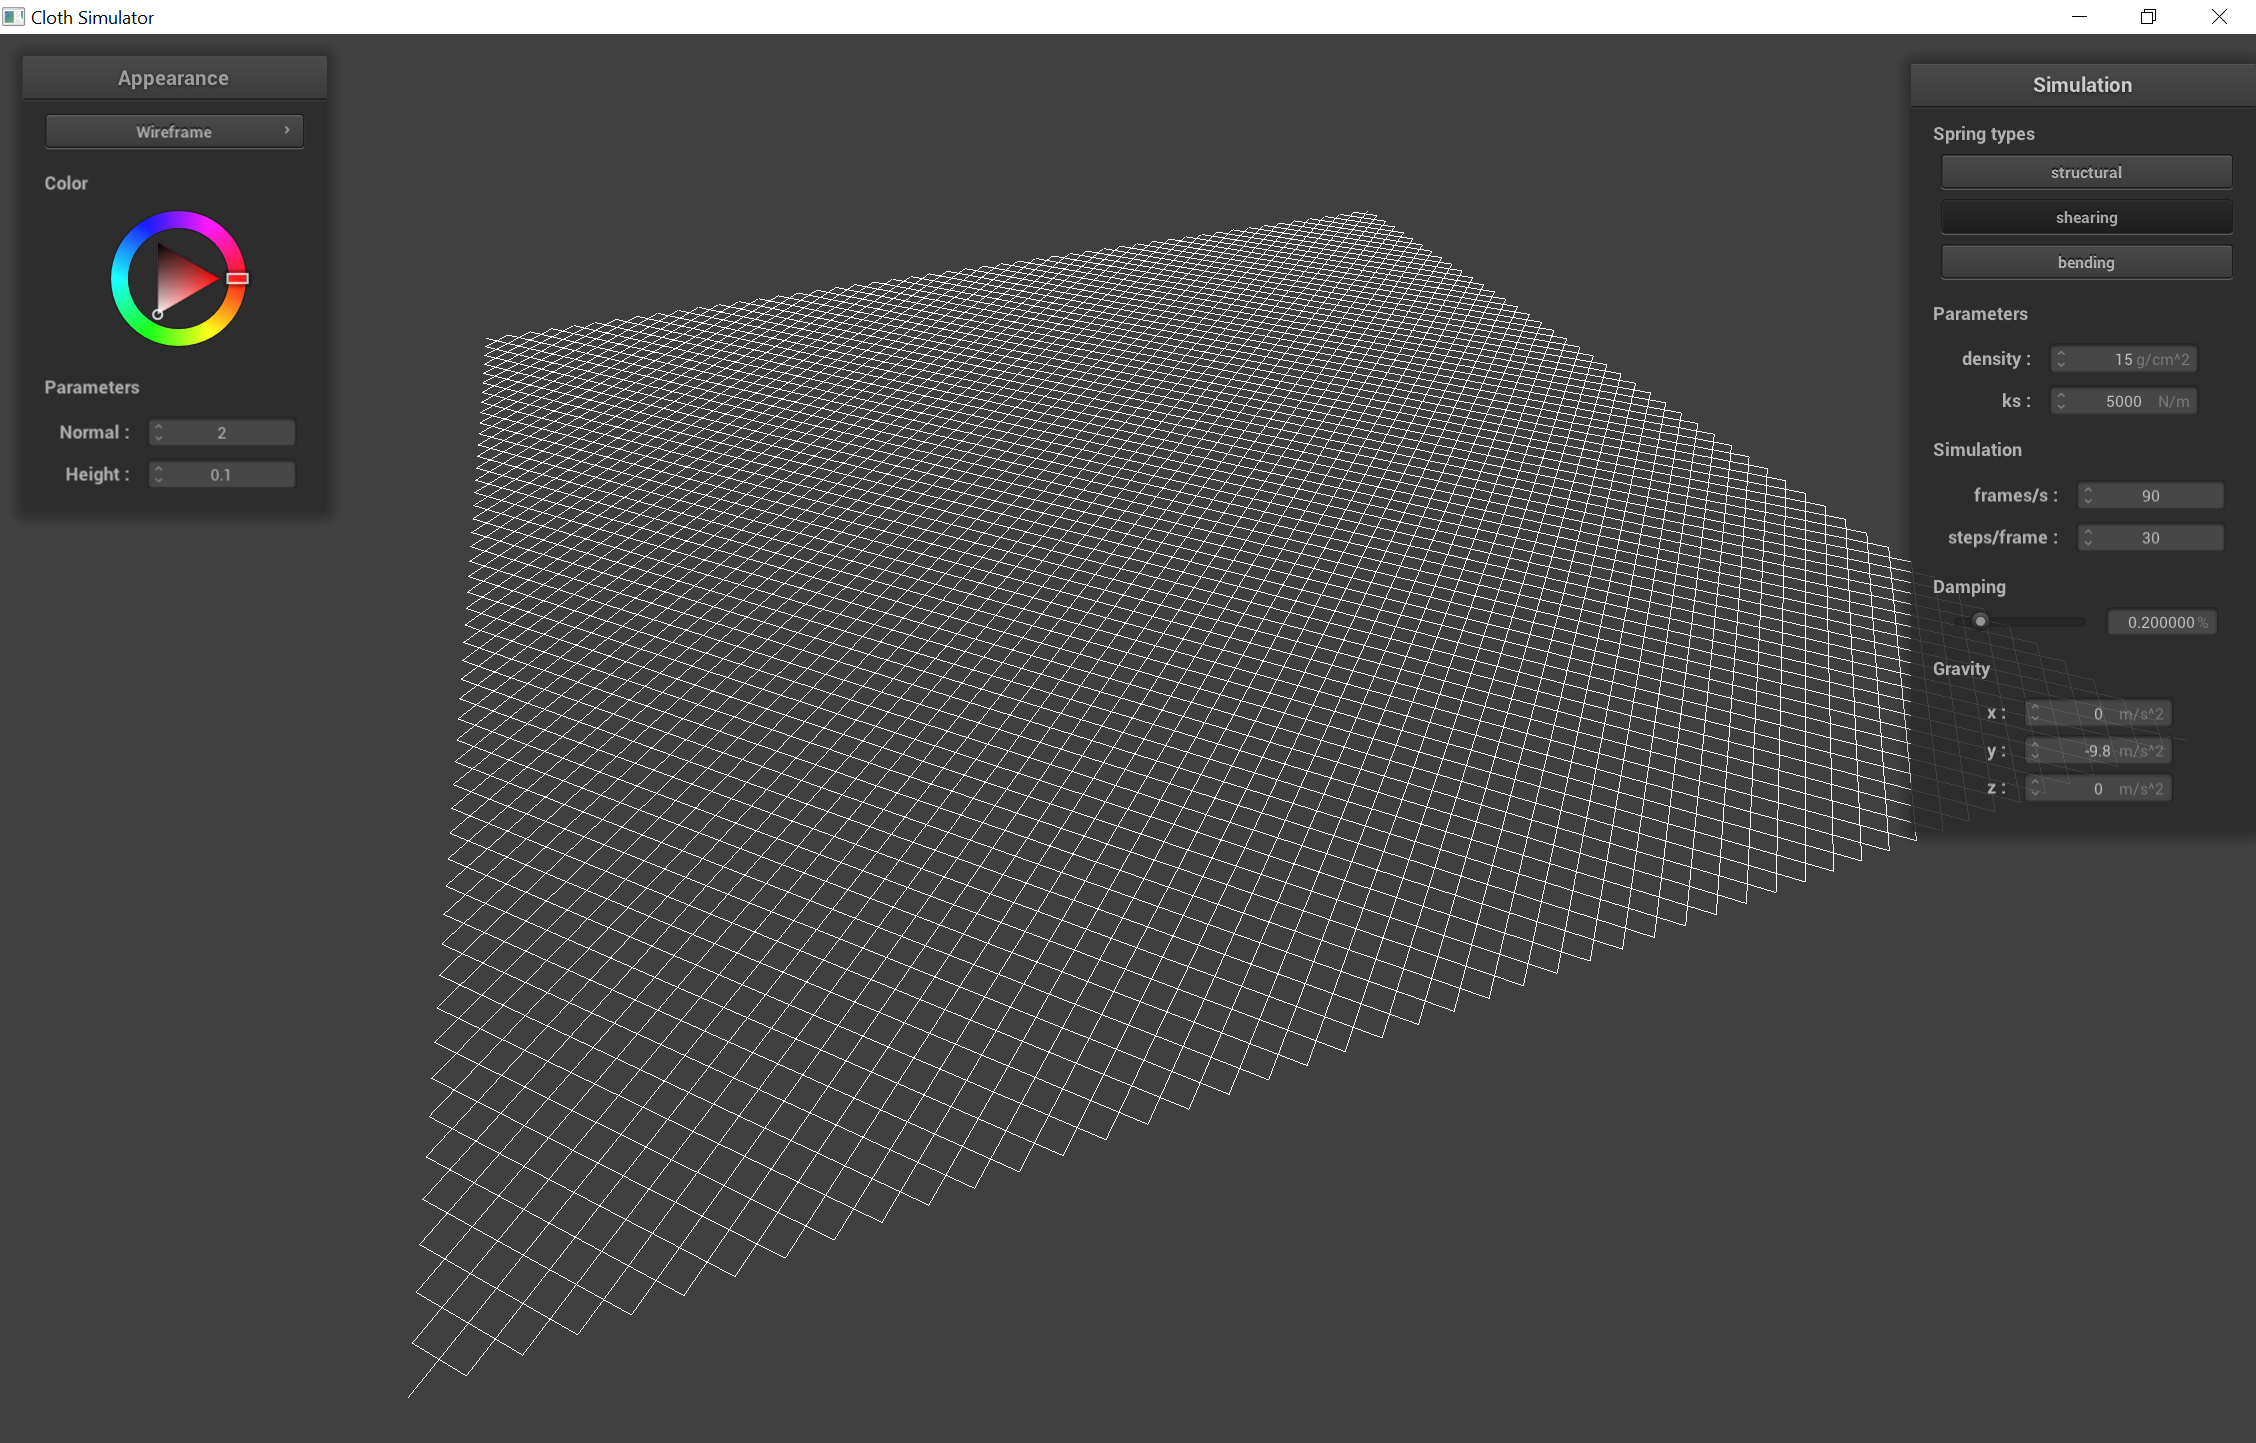 Cloth Simulator
Appearance
Wireframe
Color
Parameters
Normal : 2
Height : 0.1
Simulation
Spring types
structural
shearing
bending
Parameters
density : 15 g/cm^2
ks : 5000 N/m
Simulation
frames/s : 90
steps/frame : 30
Damping
0.200000 %
Gravity
x : 0 m/s^2
y : -9.8 m/s^2
z : 0 m/s^2